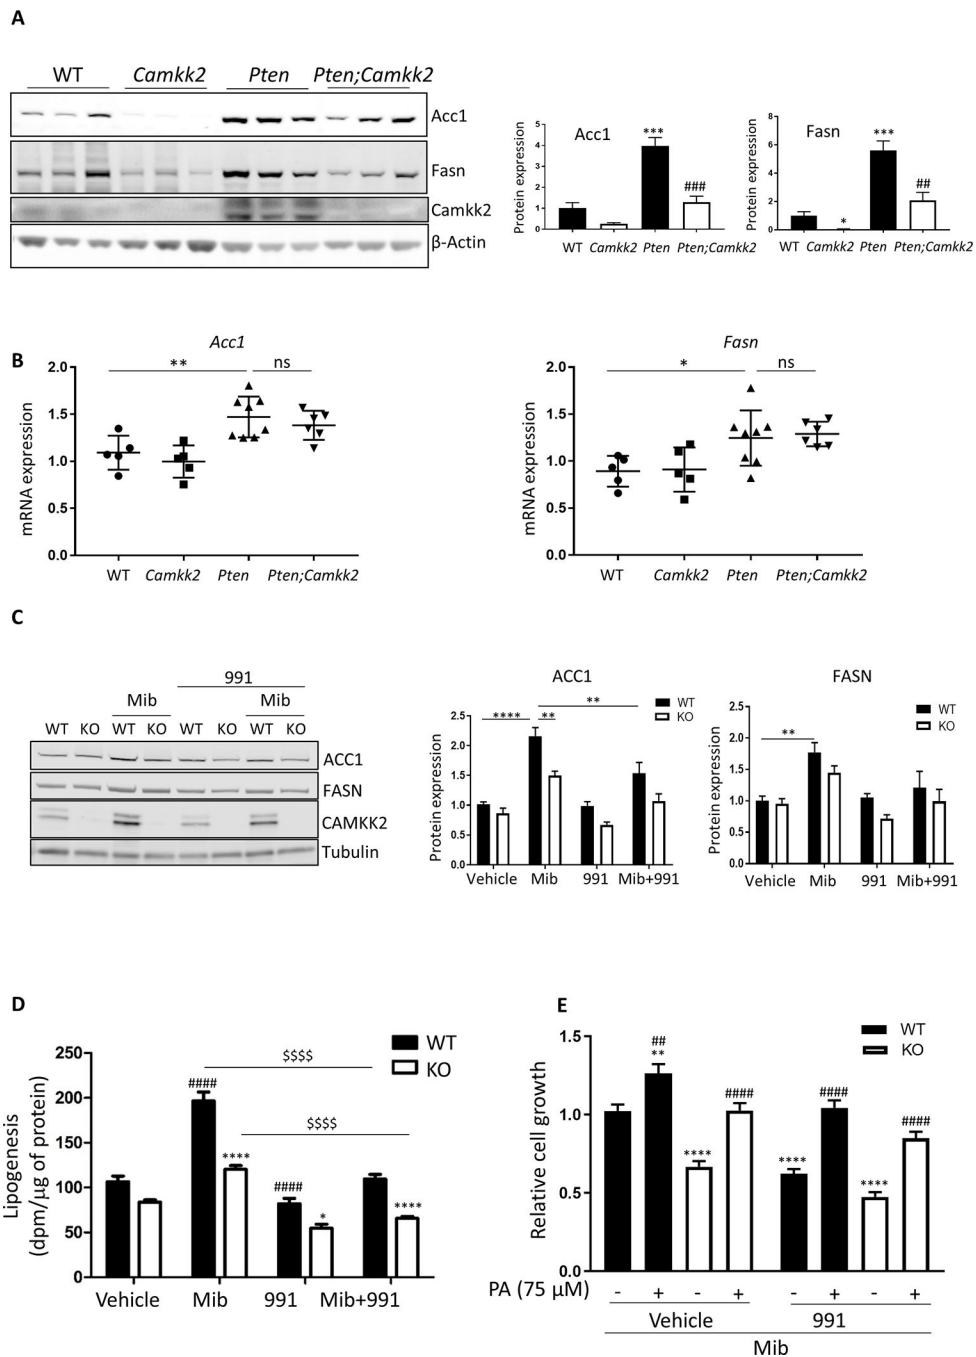 A
WT Camkk2 Pten Pten;Camkk2
Acc1
Fasn
Camkk2
β-Actin
Acc1
Protein expression
5
4
3
2
1
0
***
###
WT Camkk2 Pten Pten;Camkk2
Fasn
Protein expression
8
6
4
2
0
*
***
##
WT Camkk2 Pten Pten;Camkk2
B
Acc1
mRNA expression
2.0
1.5
1.0
0.5
0.0
** ns
WT Camkk2 Pten Pten;Camkk2
Fasn
mRNA expression
2.0
1.5
1.0
0.5
0.0
* ns
WT Camkk2 Pten Pten;Camkk2
C
991
Mib Mib
WT KO WT KO WT KO WT KO
ACC1
FASN
CAMKK2
Tubulin
ACC1
Protein expression
2.5
2.0
1.5
1.0
0.5
0.0
**
**** **
WT
KO
Vehicle Mib 991 Mib+991
FASN
Protein expression
2.5
2.0
1.5
1.0
0.5
0.0
**
WT
KO
Vehicle Mib 991 Mib+991
D
Lipogenesis
(dpm/µg of protein)
250
200
150
100
50
0
WT
KO
$$$$
####
$$$$
****
####
*
****
Vehicle Mib 991 Mib+991
E
Relative cell growth
1.5
1.0
0.5
0.0
WT
KO
##
**
****
####
****
####
****
####
PA (75 µM) - + - + - + - +
Vehicle 991
Mib